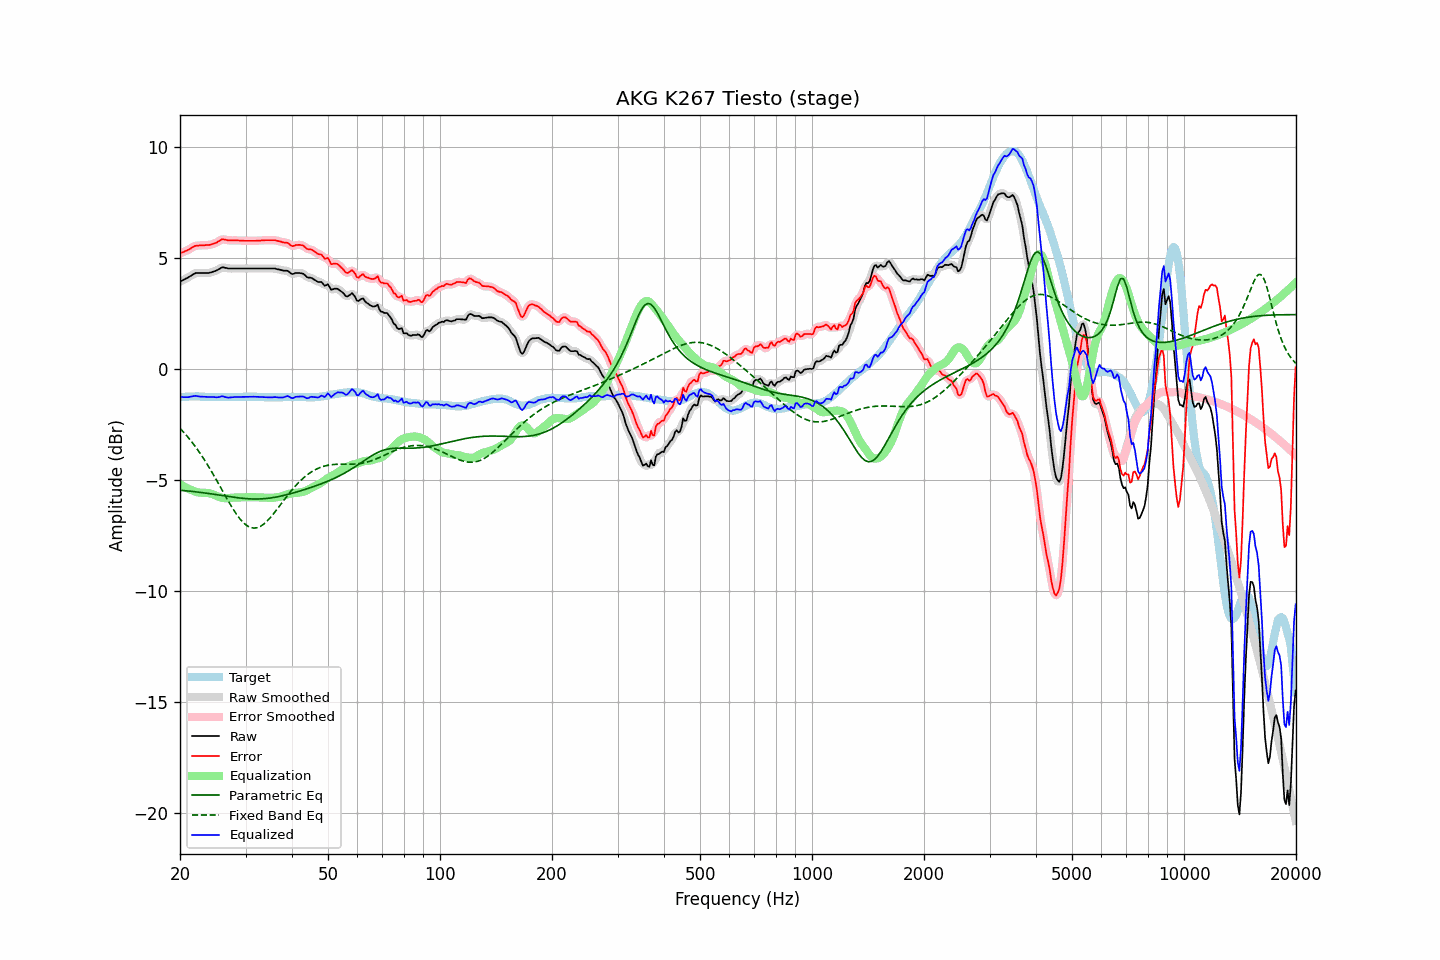 AKG K267 Tiesto (stage)
Amplitude (dBr)
10
5
0
−5
−10
−15
−20
Target
Raw Smoothed
Error Smoothed
Raw
Error
Equalization
Parametric Eq
Fixed Band Eq
Equalized
20 50 100 200 500 1000 2000 5000 10000 20000
Frequency (Hz)